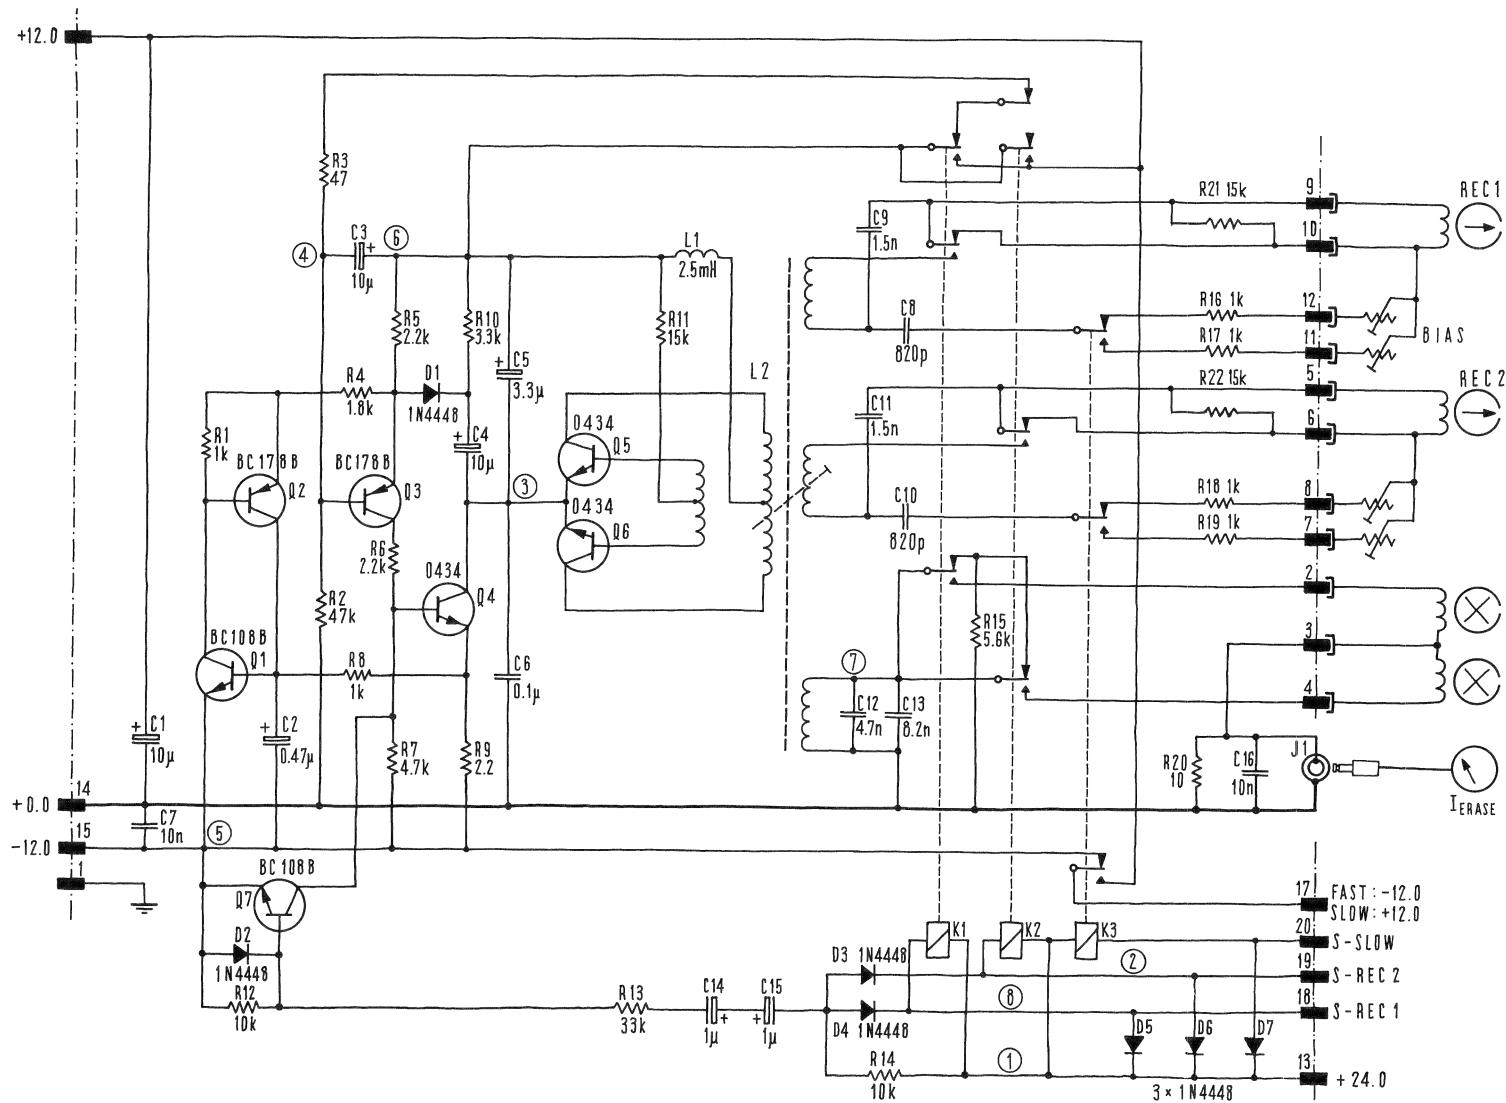 +12.0
R3
47
C3
+
10µ
4
6
L1
2.5mH
R5
2.2k
R10
3.3k
R11
15k
C5
+
3.3µ
L2
R4
1.8k
D1
1N4448
C4
+
10µ
R1
1k
BC178B
Q2
BC178B
Q3
3
O434
Q5
O434
Q6
R6
2.2k
O434
Q4
R2
47k
BC108B
Q1
R8
1k
C6
0.1µ
C1
+
10µ
C2
+
0.47µ
R7
4.7k
R9
2.2
C9
1.5n
C8
820p
C11
1.5n
C10
820p
R15
5.6k
7
C12
4.7n
C13
8.2n
R21 15k
9
10
REC1
R16 1k
12
R17 1k
11
BIAS
R22 15k
5
6
REC2
R18 1k
8
R19 1k
7
2
3
4
R20
10
C16
10n
J1
IERASE
+0.0
14
C7
10n
15
-12.0
5
1
BC108B
Q7
D2
1N4448
R12
10k
R13
33k
C14
+
1µ
C15
+
1µ
D3 1N4448
D4 1N4448
R14
10k
K1
K2
K3
2
8
1
D5
D6
D7
3 × 1N4448
17
FAST: -12.0
SLOW: +12.0
20
S-SLOW
19
S-REC 2
18
S-REC 1
13
+24.0